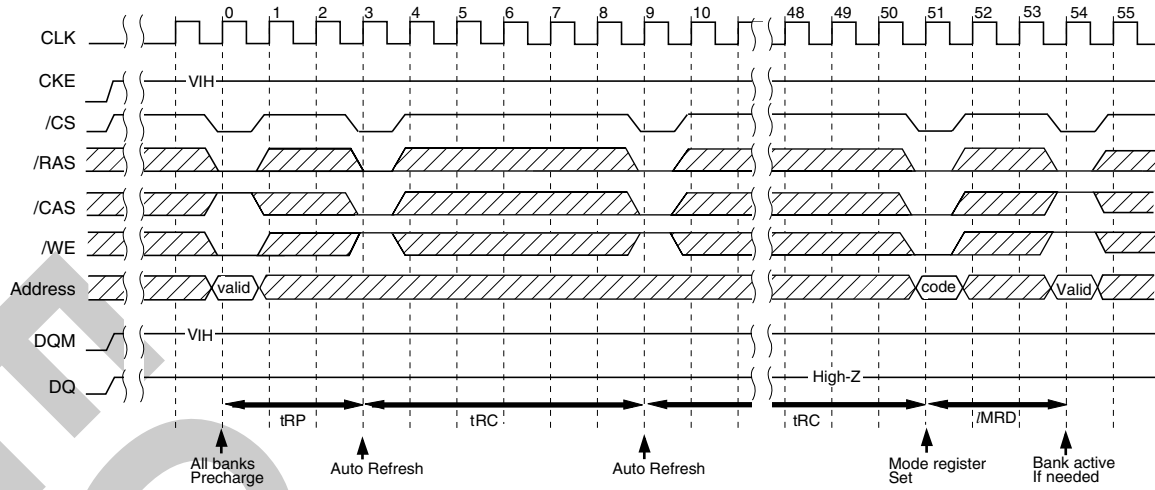 0 1 2 3 4 5 6 7 8 9 10 48 49 50 51 52 53 54 55
CLK
CKE VIH
/CS
/RAS
/CAS
/WE
Address valid code Valid
DQM VIH
DQ High-Z
tRP tRC tRC lMRD
All banks
Precharge
Auto Refresh
Auto Refresh
Mode register
Set
Bank active
If needed